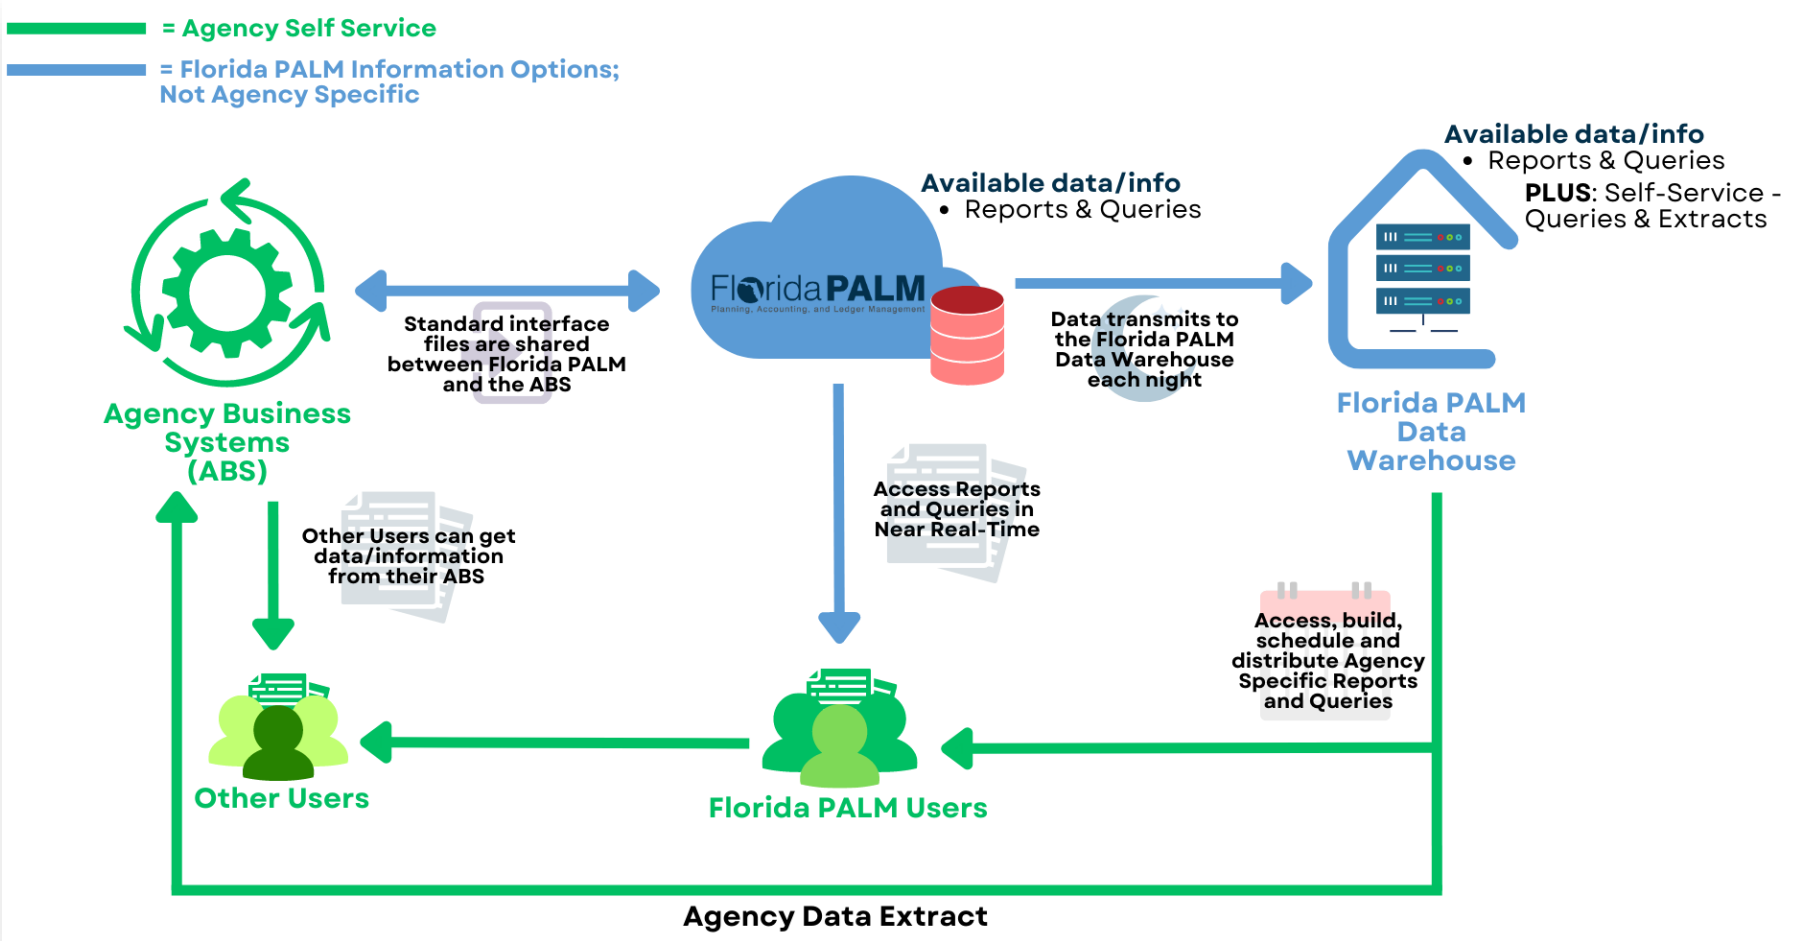 = Agency Self Service
= Florida PALM Information Options;
Not Agency Specific
Available data/info
• Reports & Queries
PLUS: Self-Service -
Queries & Extracts
Available data/info
• Reports & Queries
Florida PALM
Planning, Accounting, and Ledger Management
Standard interface
files are shared
between Florida PALM
and the ABS
Data transmits to
the Florida PALM
Data Warehouse
each night
Agency Business
Systems
(ABS)
Florida PALM
Data
Warehouse
Access Reports
and Queries in
Near Real-Time
Other Users can get
data/information
from their ABS
Access, build,
schedule and
distribute Agency
Specific Reports
and Queries
Other Users
Florida PALM Users
Agency Data Extract